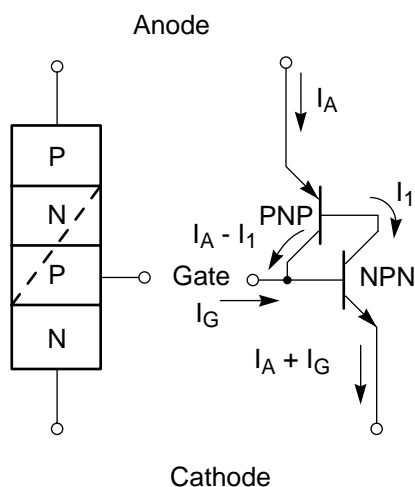 Anode
P
N
P
N
I_A
PNP
I_1
I_A - I_1
Gate
NPN
I_G
I_A + I_G
Cathode